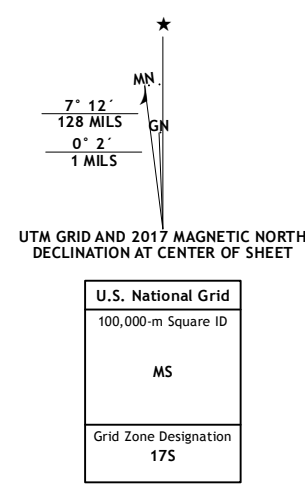 ★
MN
7° 12´
128 MILS
GN
0° 2´
1 MILS
UTM GRID AND 2017 MAGNETIC NORTH
DECLINATION AT CENTER OF SHEET
U.S. National Grid
100,000-m Square ID
MS
Grid Zone Designation
17S